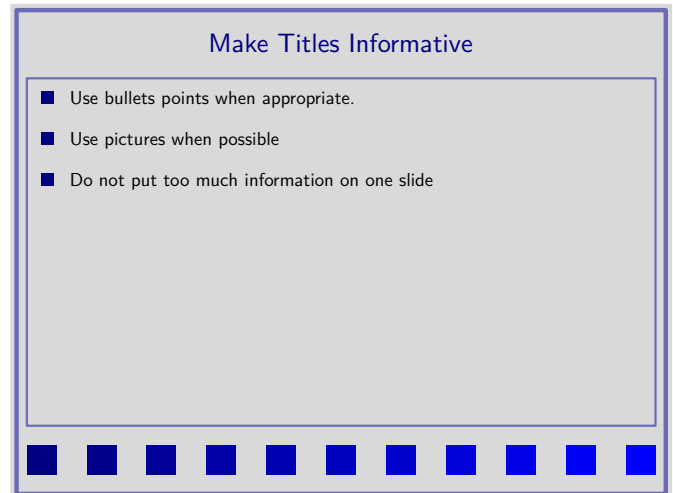 Make Titles Informative
Use bullets points when appropriate.
Use pictures when possible
Do not put too much information on one slide